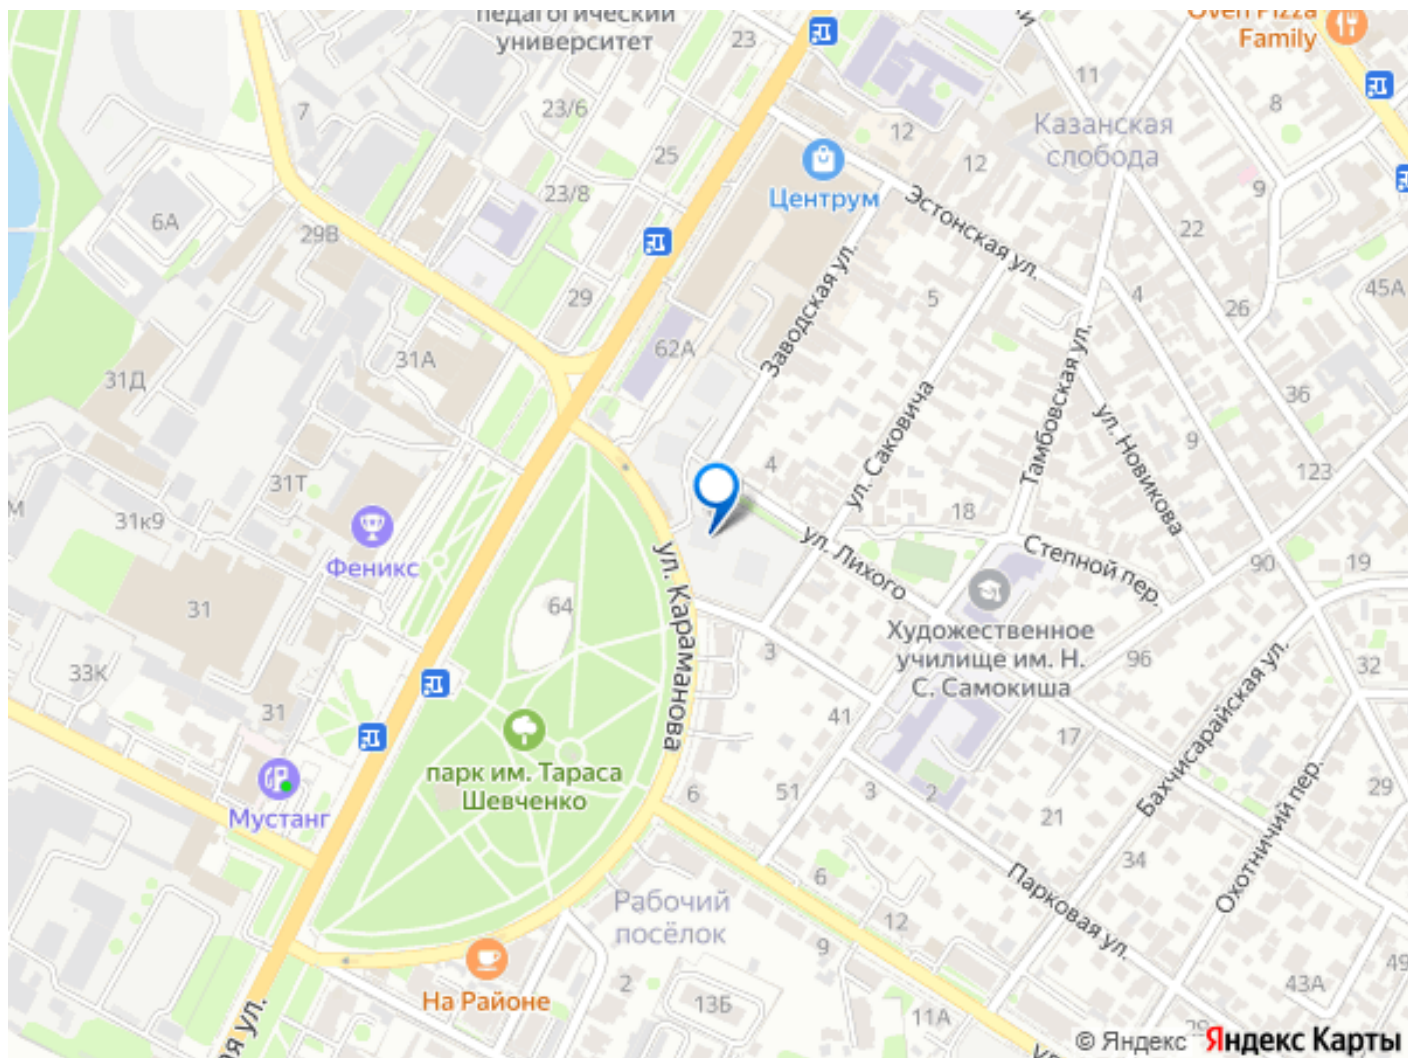 педагогический
университет
23
Oven Pizza
Family
11
8
7
23/6
12
Казанская
слобода
25
12
Центрум
9
23/8
6А
Эстонская ул.
22
29В
Заводская ул.
5
4
45А
29
26
62А
31А
31Д
Тамбовская ул.
36
ул. Саковича
ул. Новикова
9
4
123
31Т
31к9
18
ул. Лихого
Степной пер.
90
19
Феникс
ул. Караманова
64
31
Художественное
училище им. Н.
С. Самокиша
3
96
32
33К
41
31
17
Бахчисарайская ул.
парк им. Тараса
Шевченко
Мустанг
6
51
3
2
21
29
Охотничий пер.
34
6
Парковая ул.
Рабочий
посёлок
12
9
49
На Районе
2
13Б
43А
11А
29
© Яндекс
Яндекс Карты